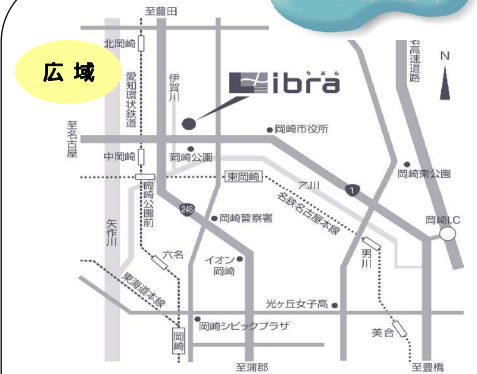 至豊田
北岡崎
広域
愛知環状鉄道
伊賀川
Libra
りぶら
名高速道路
N
至名古屋
岡崎市役所
中岡崎
岡崎公園
岡崎東公園
東岡崎
乙川
1
岡崎公園前
名鉄名古屋本線
248
岡崎警察署
岡崎I.C
矢作川
六名
イオン
岡崎
男川
東海道本線
光ヶ丘女子高
岡崎シビックプラザ
岡崎
美合
至蒲郡
至豊橋